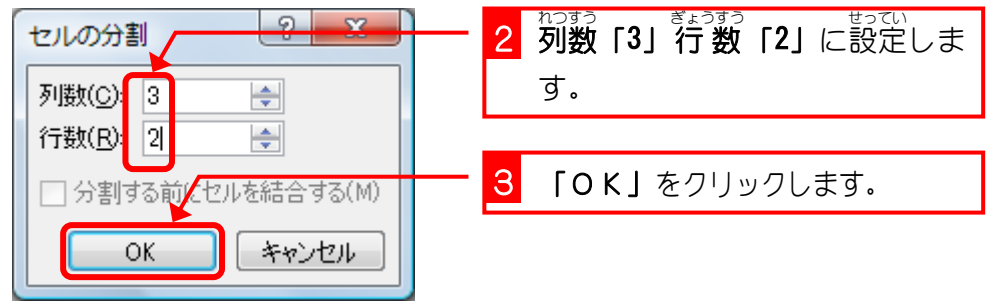 セルの分割
列数(C): 3
行数(R): 2
分割する前にセルを結合する(M)
OK キャンセル
2 列数「3」行数「2」に設定しま
れつすう ぎょうすう せってい
す。
3 「OK」をクリックします。